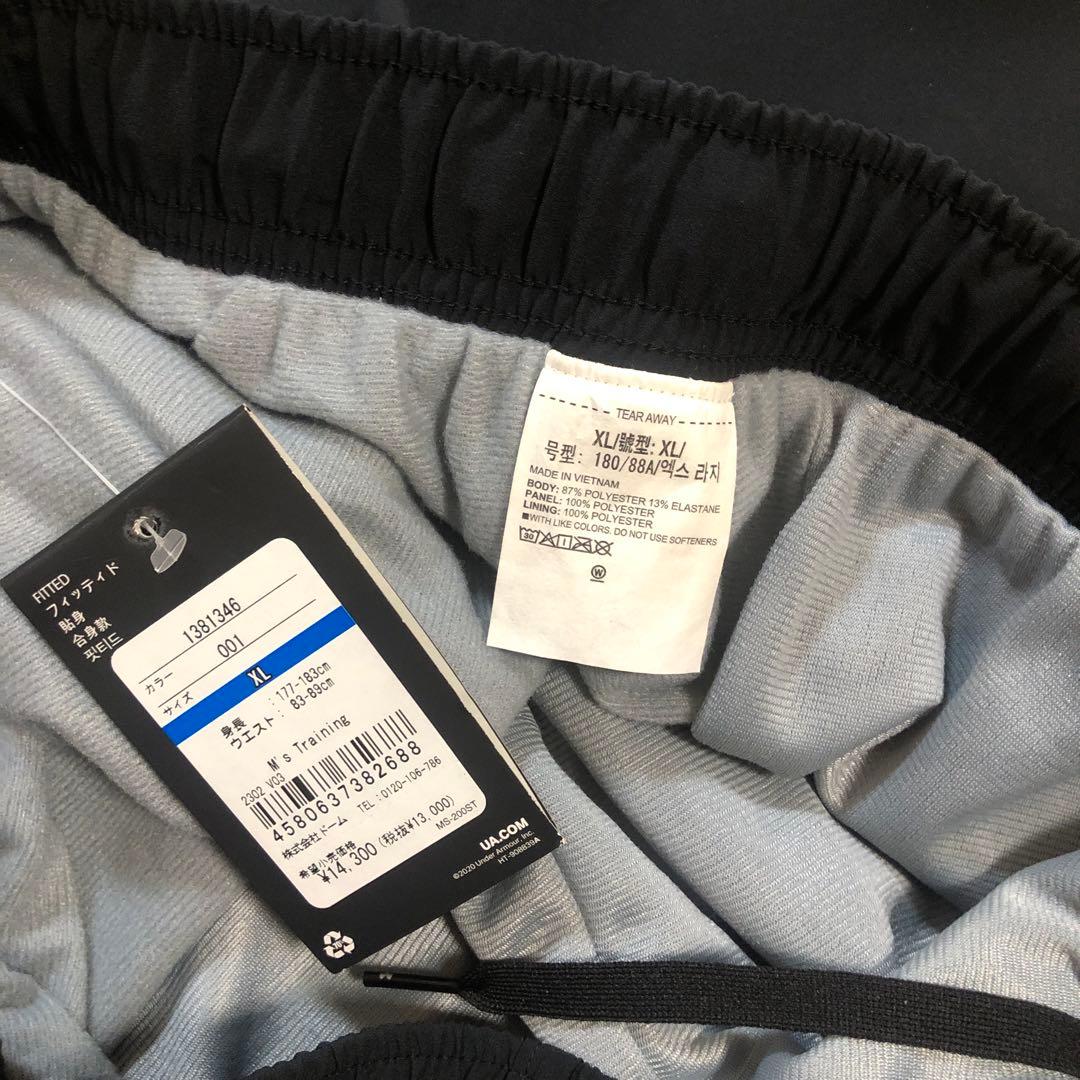 TEAR AWAY
XL/號型: XL/
号型: 180/88A/엑스 라지
MADE IN VIETNAM
BODY: 87% POLYESTER 13% ELASTANE
PANEL: 100% POLYESTER
LINING: 100% POLYESTER
■WITH LIKE COLORS. DO NOT USE SOFTENERS
30
W
FITTED
フィッティド
貼身
合身款
핏티드
1381346
カラー 001
サイズ XL
身長 : 177-183cm
ウエスト : 83-89cm
M's Training
2302 V03
4580637382688
株式会社ドーム TEL:0120-106-786
希望小売価格
¥14,300 (税抜¥13,000)
MS-200ST
UA.COM
©2020 Under Armour, Inc.
HT-908839A